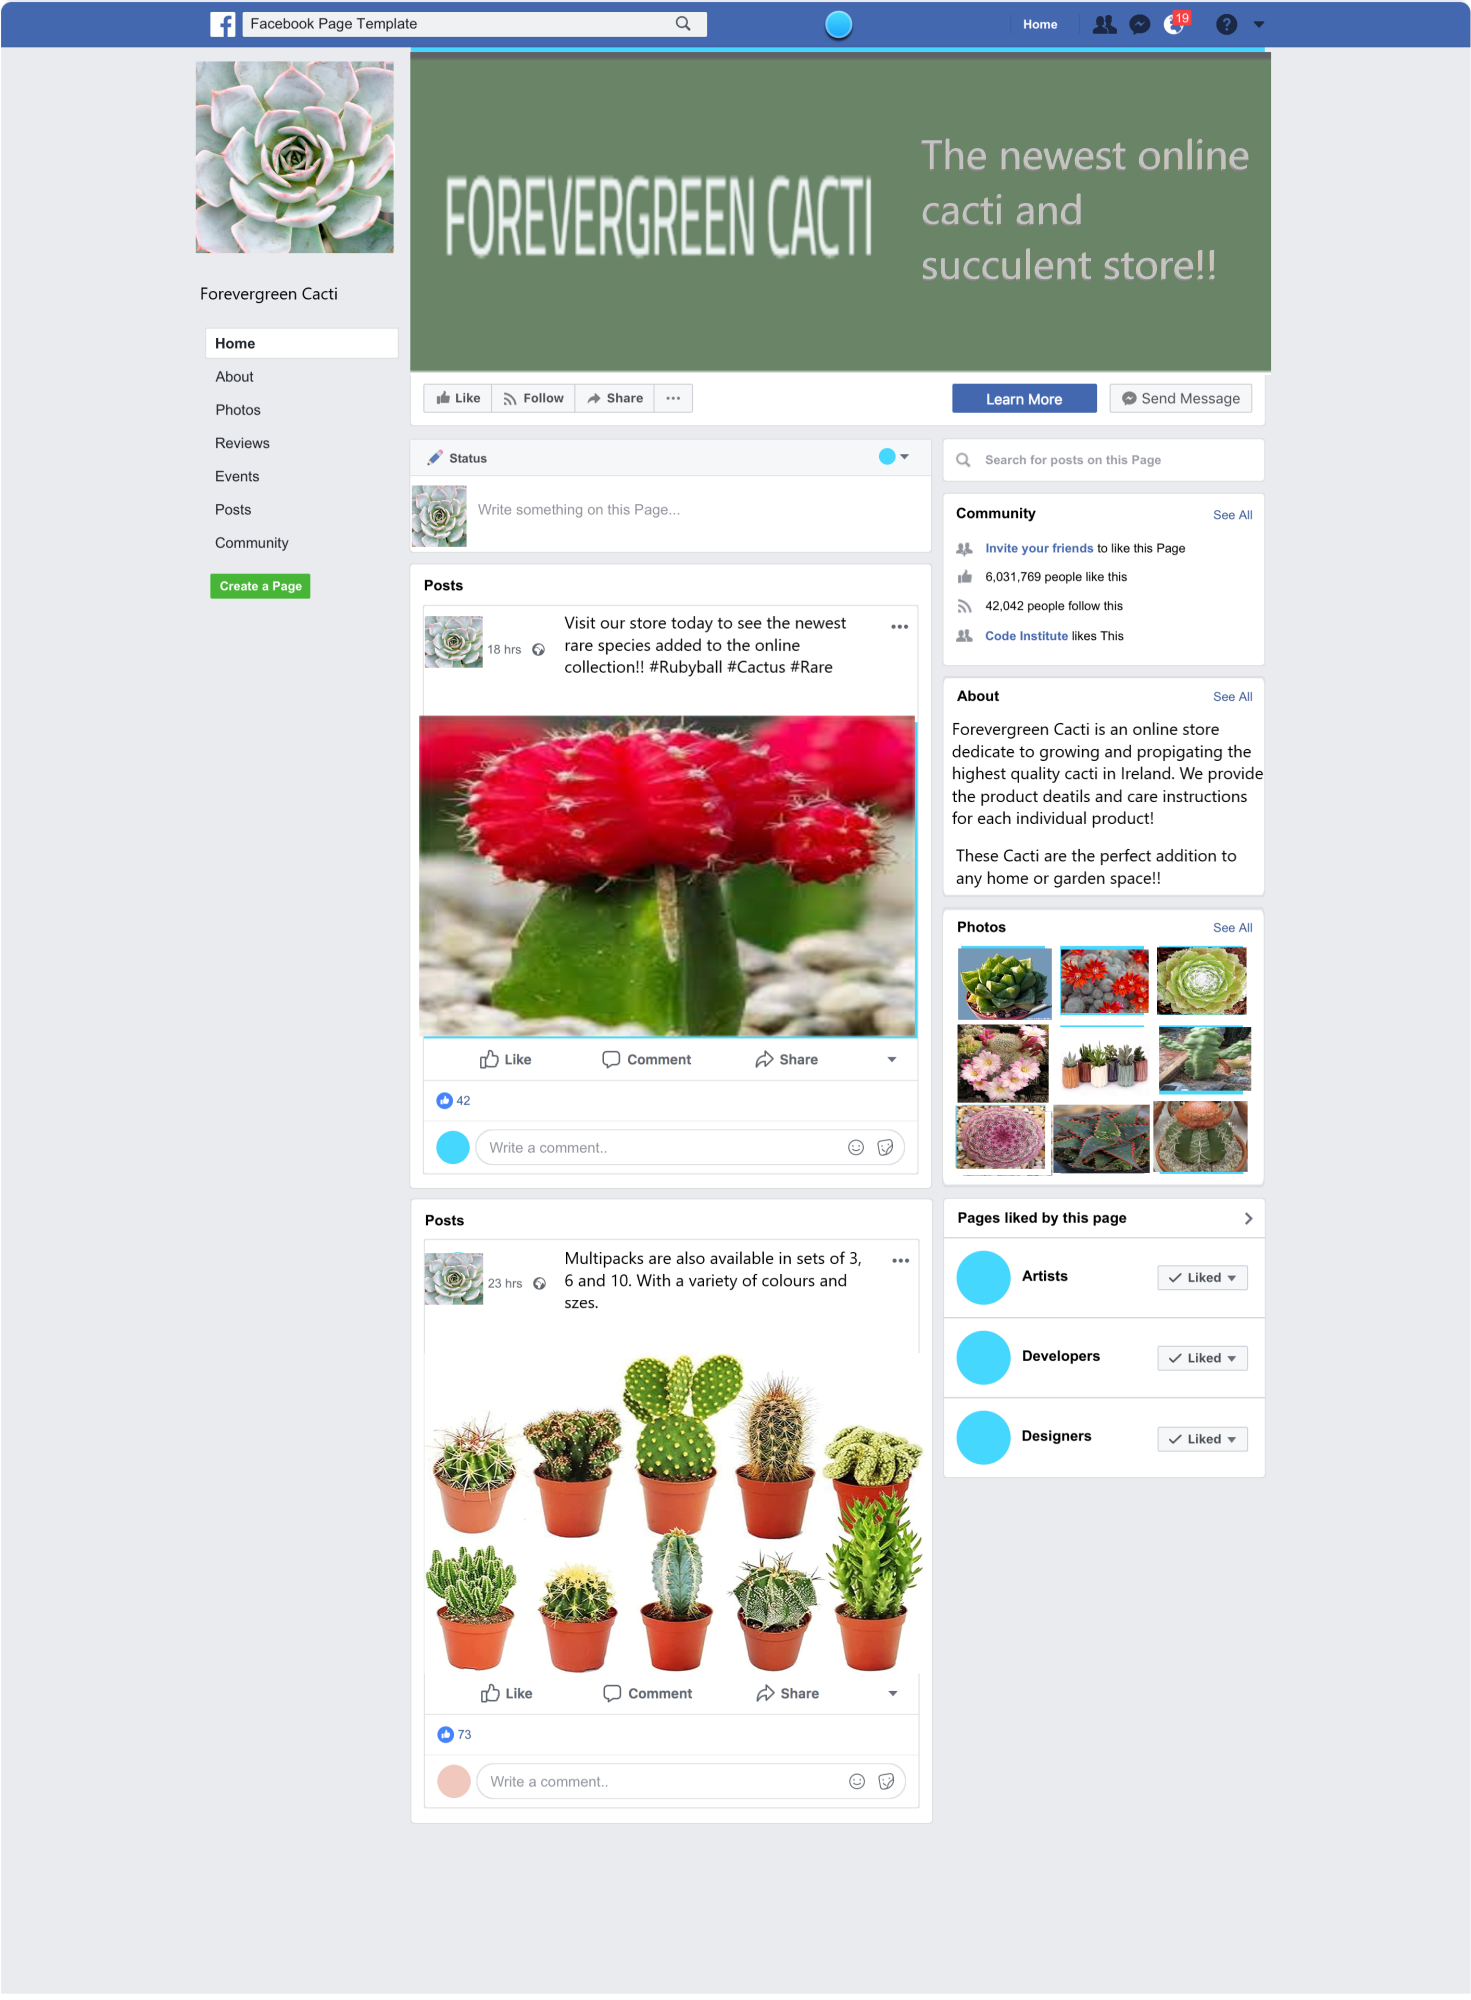 Facebook Page Template
Home
19
FOREVERGREEN CACTI
The newest online
cacti and
succulent store!!
Forevergreen Cacti
Home
About
Photos
Reviews
Events
Posts
Community
Create a Page
Like
Follow
Share
Learn More
Send Message
Status
Write something on this Page...
Posts
18 hrs
Visit our store today to see the newest
rare species added to the online
collection!! #Rubyball #Cactus #Rare
Like
Comment
Share
42
Write a comment..
Posts
23 hrs
Multipacks are also available in sets of 3,
6 and 10. With a variety of colours and
szes.
Like
Comment
Share
73
Write a comment..
Search for posts on this Page
Community
See All
Invite your friends to like this Page
6,031,769 people like this
42,042 people follow this
Code Institute likes This
About
See All
Forevergreen Cacti is an online store
dedicate to growing and propigating the
highest quality cacti in Ireland. We provide
the product deatils and care instructions
for each individual product!
These Cacti are the perfect addition to
any home or garden space!!
Photos
See All
Pages liked by this page
Artists
Liked
Developers
Liked
Designers
Liked